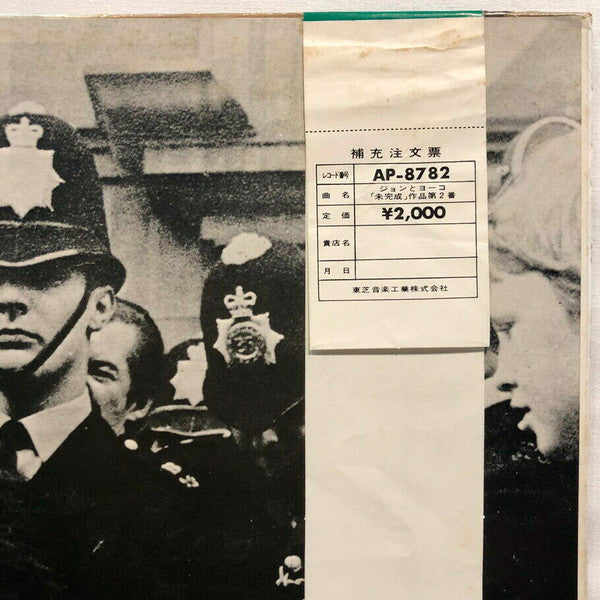 補充注文票
レコード番号 AP-8782
曲名 ジョンとヨーコ
「未完成」作品第2番
定価 ¥2,000
貴店名
月日
東芝音楽工業株式会社